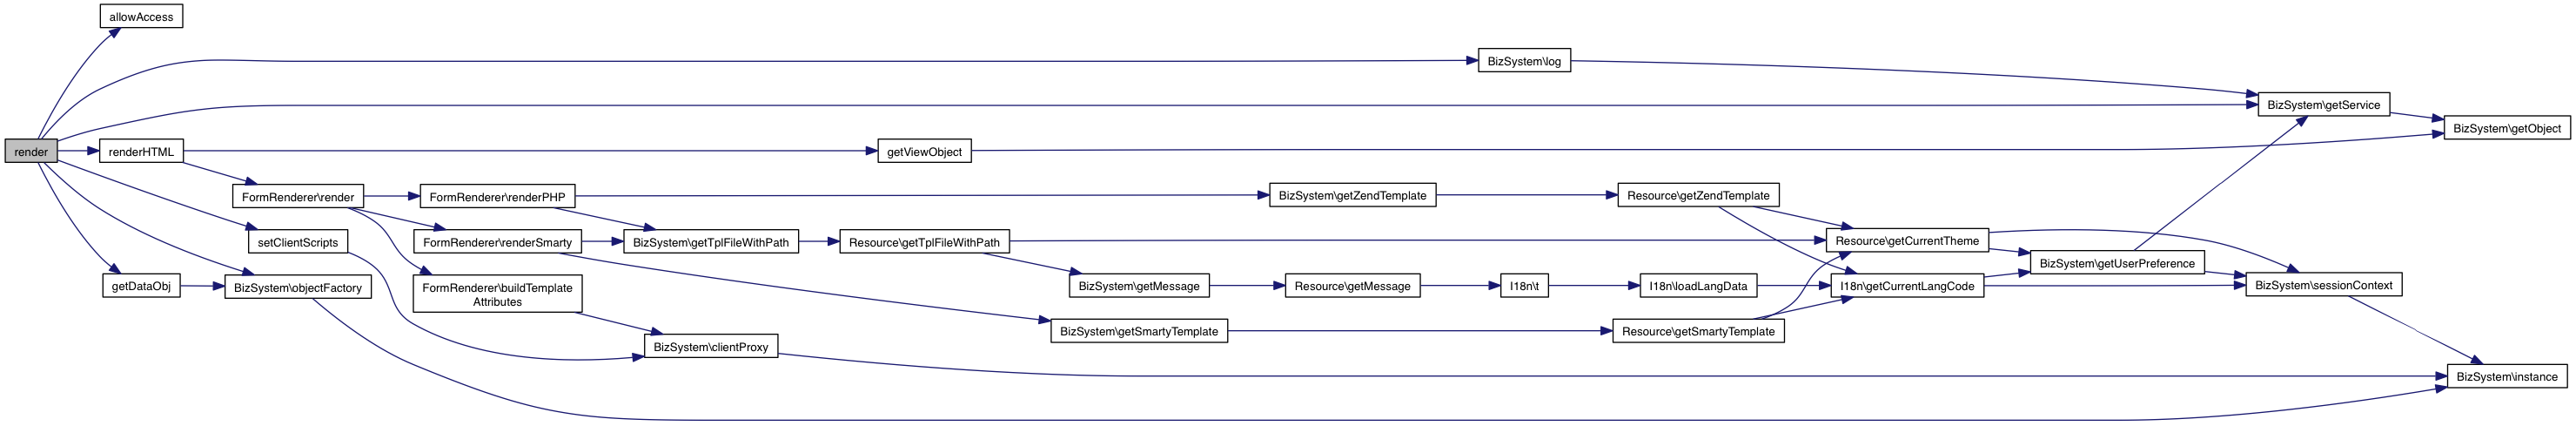 allowAccess
BizSystem\log
BizSystem\getService
BizSystem\getObject
render
renderHTML
getViewObject
FormRenderer\render
FormRenderer\renderPHP
BizSystem\getZendTemplate
Resource\getZendTemplate
setClientScripts
FormRenderer\renderSmarty
BizSystem\getTplFileWithPath
Resource\getTplFileWithPath
Resource\getCurrentTheme
BizSystem\getUserPreference
getDataObj
BizSystem\objectFactory
FormRenderer\buildTemplate
Attributes
BizSystem\getMessage
Resource\getMessage
I18n\t
I18n\loadLangData
I18n\getCurrentLangCode
BizSystem\sessionContext
BizSystem\getSmartyTemplate
Resource\getSmartyTemplate
BizSystem\clientProxy
BizSystem\instance